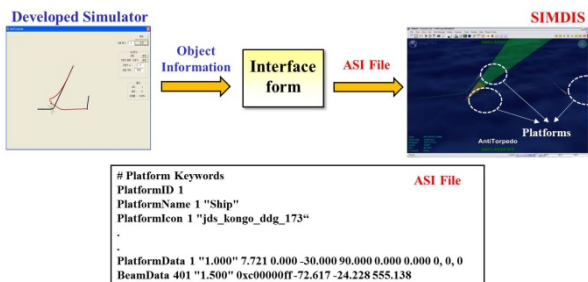 Developed Simulator
SIMDIS
Object
Information
Interface
form
ASI File
Platforms
AntiTorpedo
# Platform Keywords
ASI File
PlatformID 1
PlatformName 1 "Ship"
PlatformIcon 1 "jds_kongo_ddg_173“
.
.
PlatformData 1 "1.000" 7.721 0.000 -30.000 90.000 0.000 0.000 0, 0, 0
BeamData 401 "1.500" 0xc00000ff -72.617 -24.228 555.138